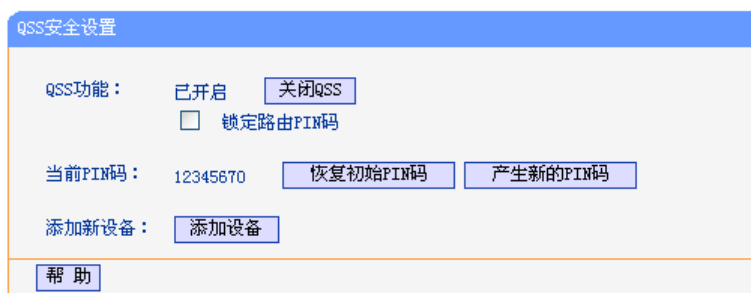 QSS安全设置
QSS功能： 已开启 关闭QSS
锁定路由PIN码
当前PIN码： 12345670 恢复初始PIN码 产生新的PIN码
添加新设备： 添加设备
帮 助